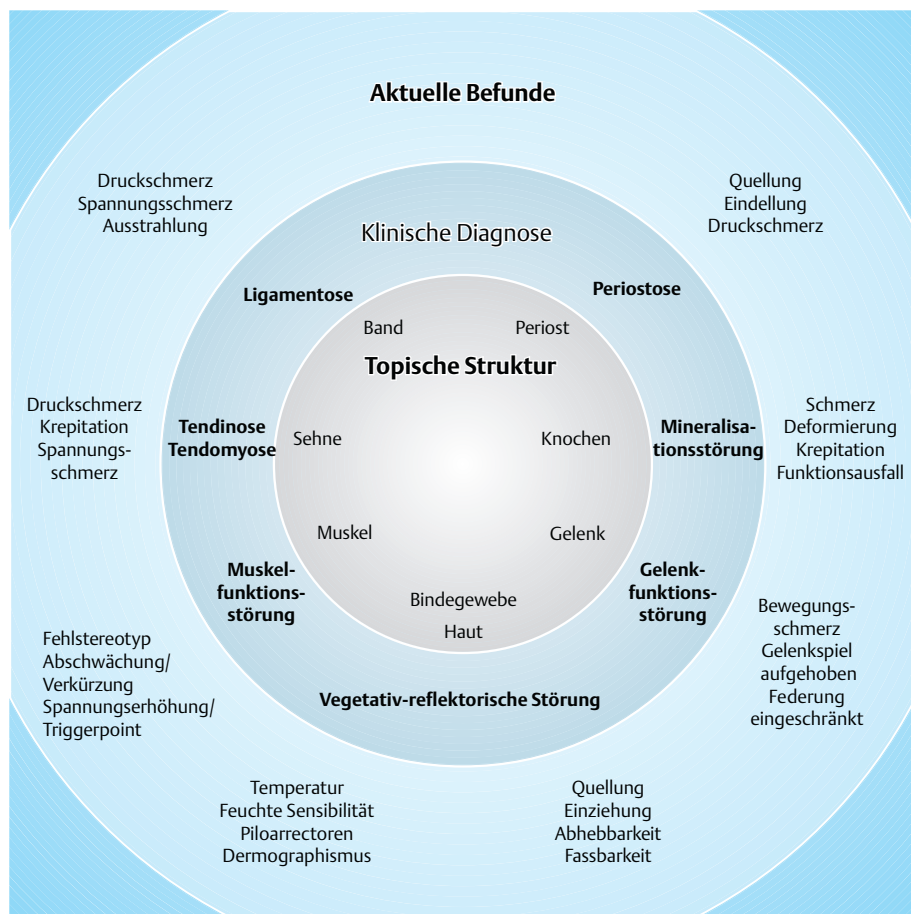 Aktuelle Befunde
Druckschmerz
Spannungsschmerz
Ausstrahlung
Quellung
Eindellung
Druckschmerz
Klinische Diagnose
Ligamentose
Periostose
Band
Periost
Topische Struktur
Druckschmerz
Krepitation
Spannungs-
schmerz
Tendinose
Tendomyose
Sehne
Knochen
Mineralisa-
tionsstörung
Schmerz
Deformierung
Krepitation
Funktionsausfall
Muskel
Gelenk
Muskel-
funktions-
störung
Gelenk-
funktions-
störung
Bindegewebe
Haut
Fehlstereotyp
Abschwächung/
Verkürzung
Spannungserhöhung/
Triggerpoint
Bewegungs-
schmerz
Gelenkspiel
aufgehoben
Federung
eingeschränkt
Vegetativ-reflektorische Störung
Temperatur
Feuchte Sensibilität
Piloarrectoren
Dermographismus
Quellung
Einziehung
Abhebbarkeit
Fassbarkeit